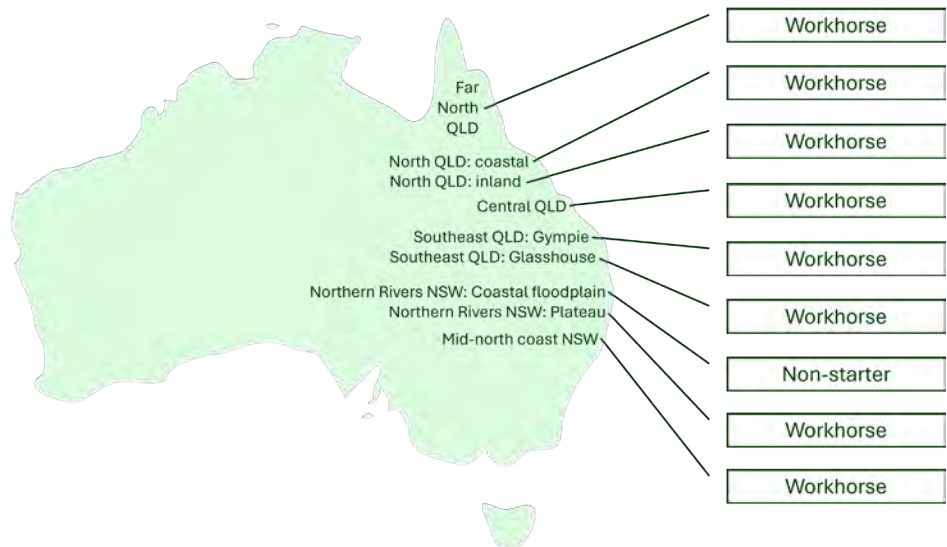 Far
North
QLD
North QLD: coastal
North QLD: inland
Central QLD
Southeast QLD: Gympie
Southeast QLD: Glasshouse
Northern Rivers NSW: Coastal floodplain
Northern Rivers NSW: Plateau
Mid-north coast NSW
Workhorse
Workhorse
Workhorse
Workhorse
Workhorse
Workhorse
Non-starter
Workhorse
Workhorse